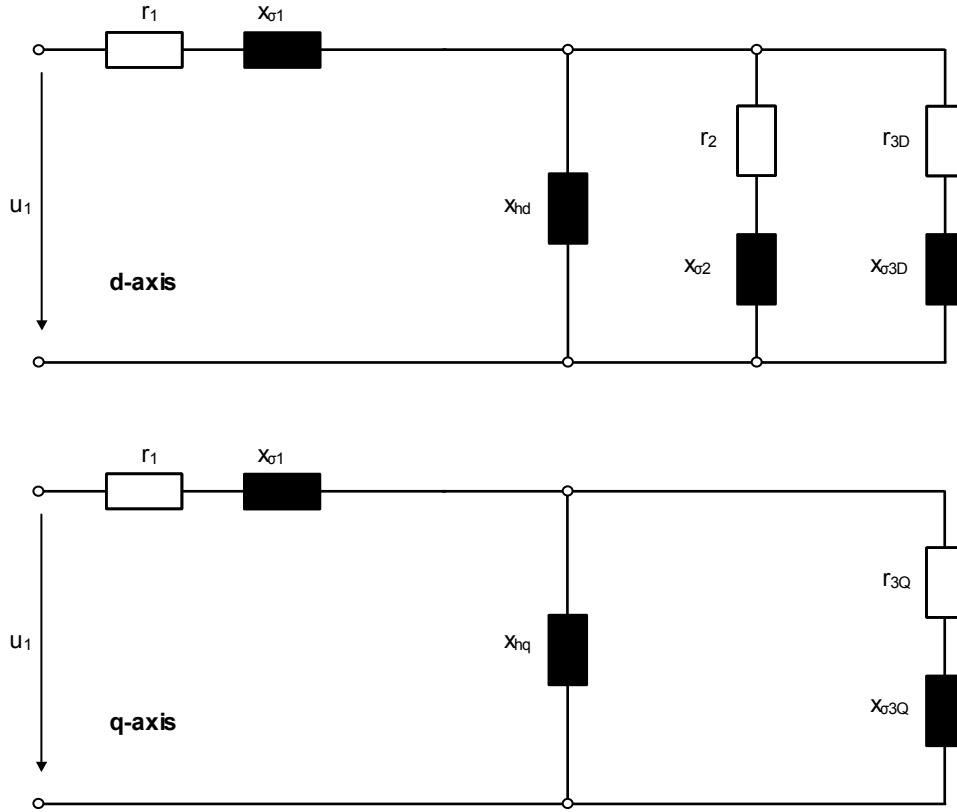 r1 xσ1
r2 r3D
u1 xhd
xσ2 xσ3D
d-axis
r1 xσ1
r3Q
u1 xhq
xσ3Q
q-axis